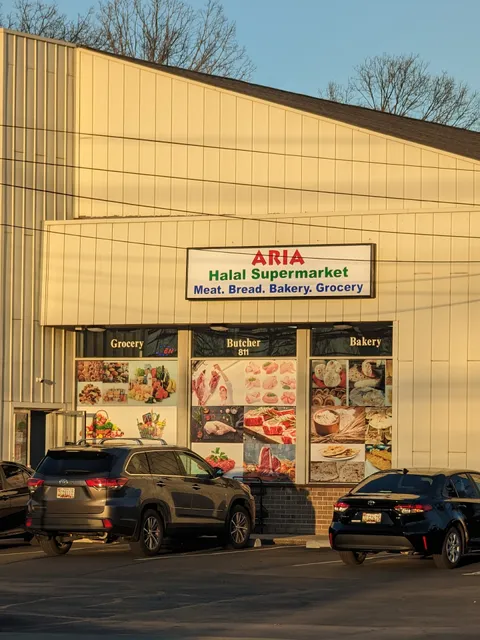 ARIA
Halal Supermarket
Meat. Bread. Bakery. Grocery
Grocery
Butcher
811
Bakery